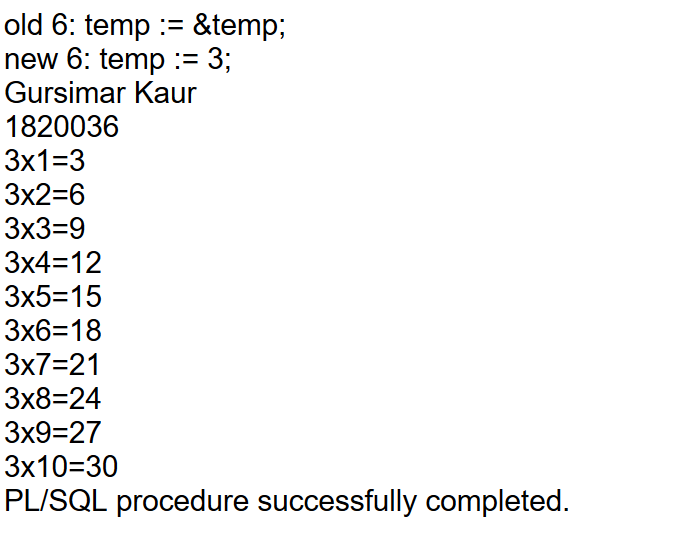 old 6: temp := &temp;
new 6: temp := 3;
Gursimar Kaur
1820036
3x1=3
3x2=6
3x3=9
3x4=12
3x5=15
3x6=18
3x7=21
3x8=24
3x9=27
3x10=30
PL/SQL procedure successfully completed.